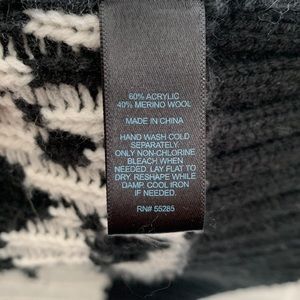 60% ACRYLIC
40% MERINO WOOL
MADE IN CHINA
HAND WASH COLD
SEPARATELY.
ONLY NON-CHLORINE
BLEACH WHEN
NEEDED. LAY FLAT TO
DRY. RESHAPE WHILE
DAMP. COOL IRON
IF NEEDED.
RN# 55285